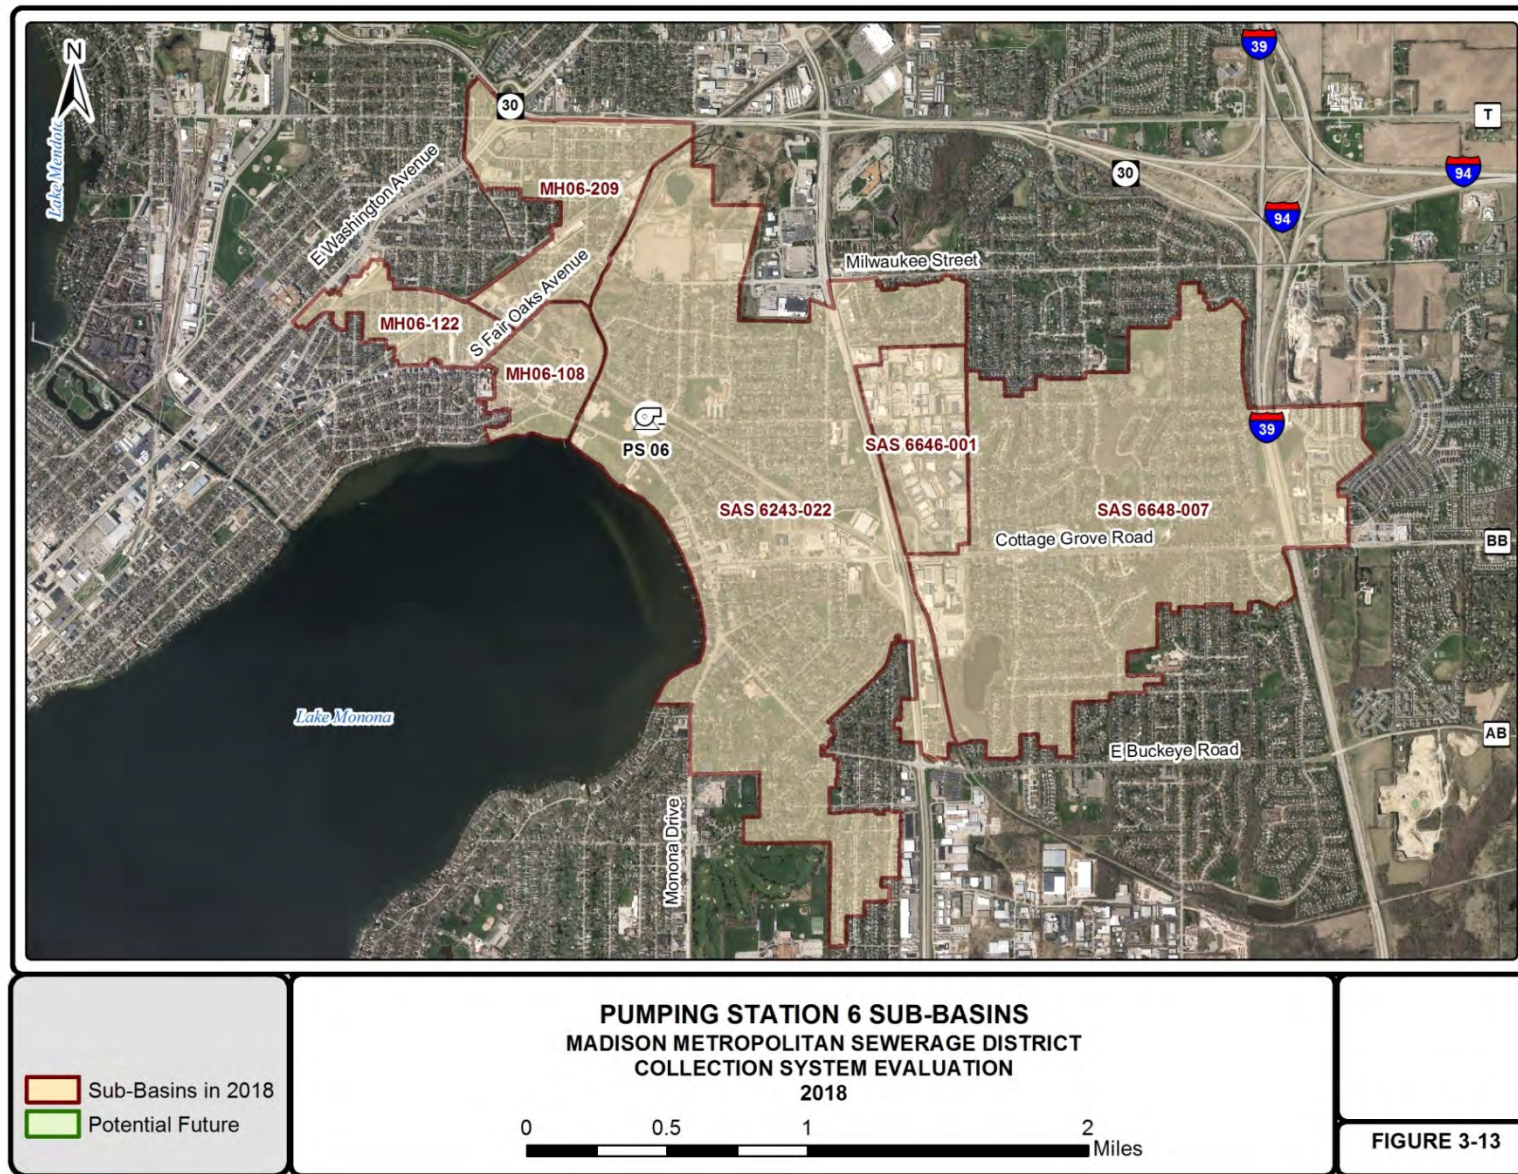 N
39
30
T
Lake Mendota
E Washington Avenue
94
30
MH06-209
94
Milwaukee Street
S Fair Oaks Avenue
MH06-122
MH06-108
39
SAS 6646-001
PS 06
SAS 6243-022
SAS 6648-007
Cottage Grove Road
BB
Lake Monona
AB
E Buckeye Road
Monona Drive
PUMPING STATION 6 SUB-BASINS
MADISON METROPOLITAN SEWERAGE DISTRICT
COLLECTION SYSTEM EVALUATION
2018
Sub-Basins in 2018
Potential Future
0 0.5 1 2
Miles
FIGURE 3-13